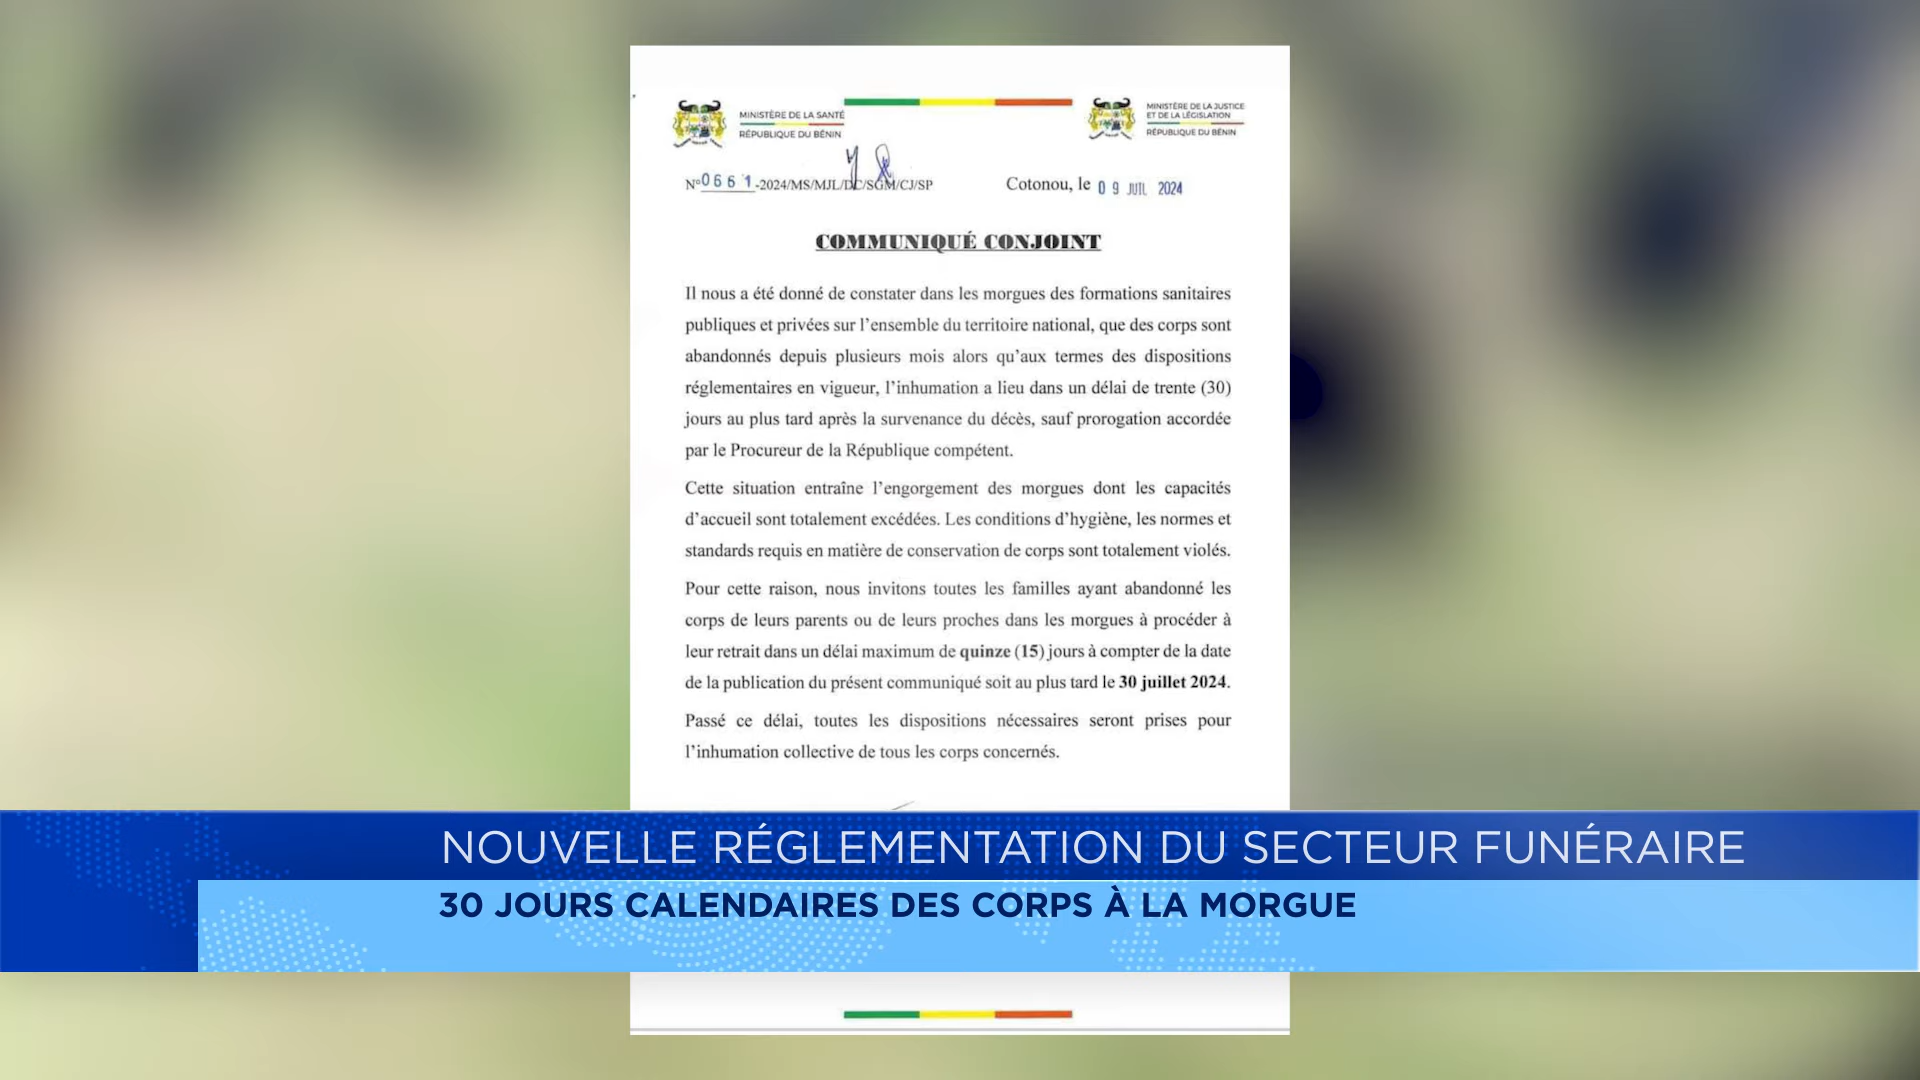 MINISTÈRE DE LA SANTÉ
RÉPUBLIQUE DU BÉNIN
MINISTÈRE DE LA JUSTICE
ET DE LA LÉGISLATION
RÉPUBLIQUE DU BÉNIN
N° 0661-2024/MS/MJL/DC/SGM/CJ/SP
Cotonou, le 09 JUIL 2024
COMMUNIQUÉ CONJOINT
Il nous a été donné de constater dans les morgues des formations sanitaires
publiques et privées sur l'ensemble du territoire national, que des corps sont
abandonnés depuis plusieurs mois alors qu'aux termes des dispositions
réglementaires en vigueur, l'inhumation a lieu dans un délai de trente (30)
jours au plus tard après la survenance du décès, sauf prorogation accordée
par le Procureur de la République compétent.
Cette situation entraîne l'engorgement des morgues dont les capacités
d'accueil sont totalement excédées. Les conditions d'hygiène, les normes et
standards requis en matière de conservation de corps sont totalement violés.
Pour cette raison, nous invitons toutes les familles ayant abandonné les
corps de leurs parents ou de leurs proches dans les morgues à procéder à
leur retrait dans un délai maximum de quinze (15) jours à compter de la date
de la publication du présent communiqué soit au plus tard le 30 juillet 2024.
Passé ce délai, toutes les dispositions nécessaires seront prises pour
l'inhumation collective de tous les corps concernés.
NOUVELLE RÉGLEMENTATION DU SECTEUR FUNÉRAIRE
30 JOURS CALENDAIRES DES CORPS À LA MORGUE